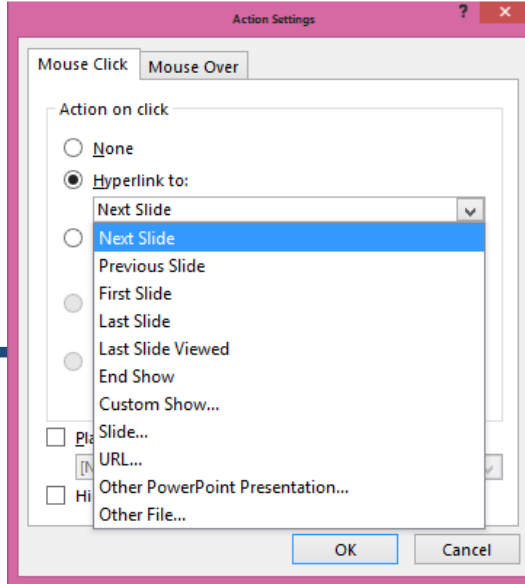 Action Settings
? ×
Mouse Click Mouse Over
Action on click
None
Hyperlink to:
Next Slide
Next Slide
Previous Slide
First Slide
Last Slide
Last Slide Viewed
End Show
Custom Show...
Slide...
URL...
Other PowerPoint Presentation...
Other File...
OK Cancel